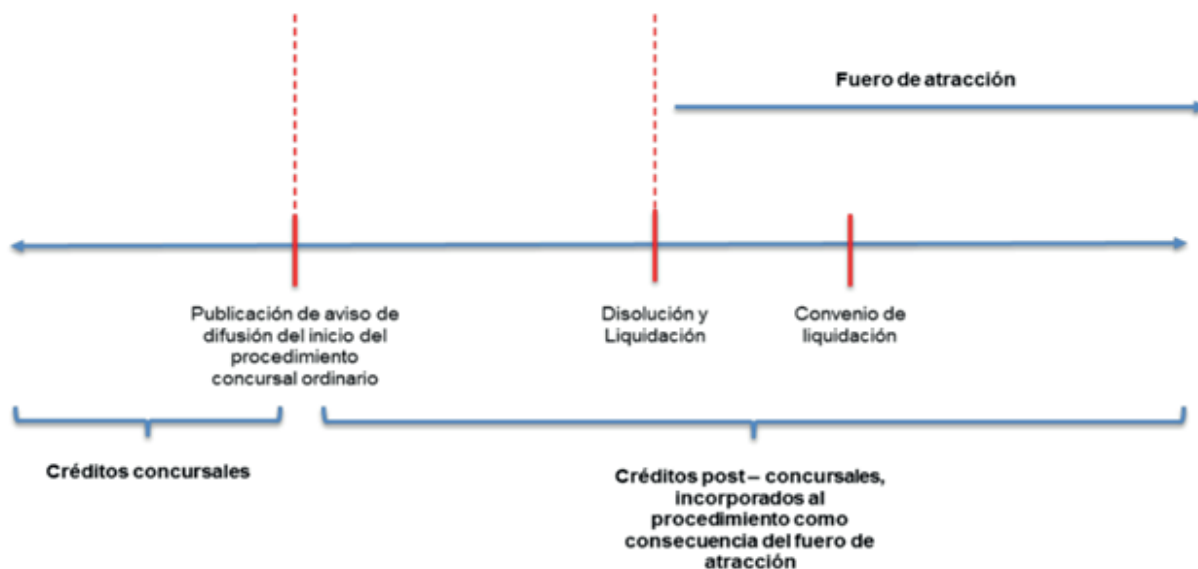 Fuero de atracción
Publicación de aviso de
difusión del inicio del
procedimiento
concursal ordinario
Disolución y
Liquidación
Convenio de
liquidación
Créditos concursales
Créditos post – concursales,
incorporados al
procedimiento como
consecuencia del fuero de
atracción